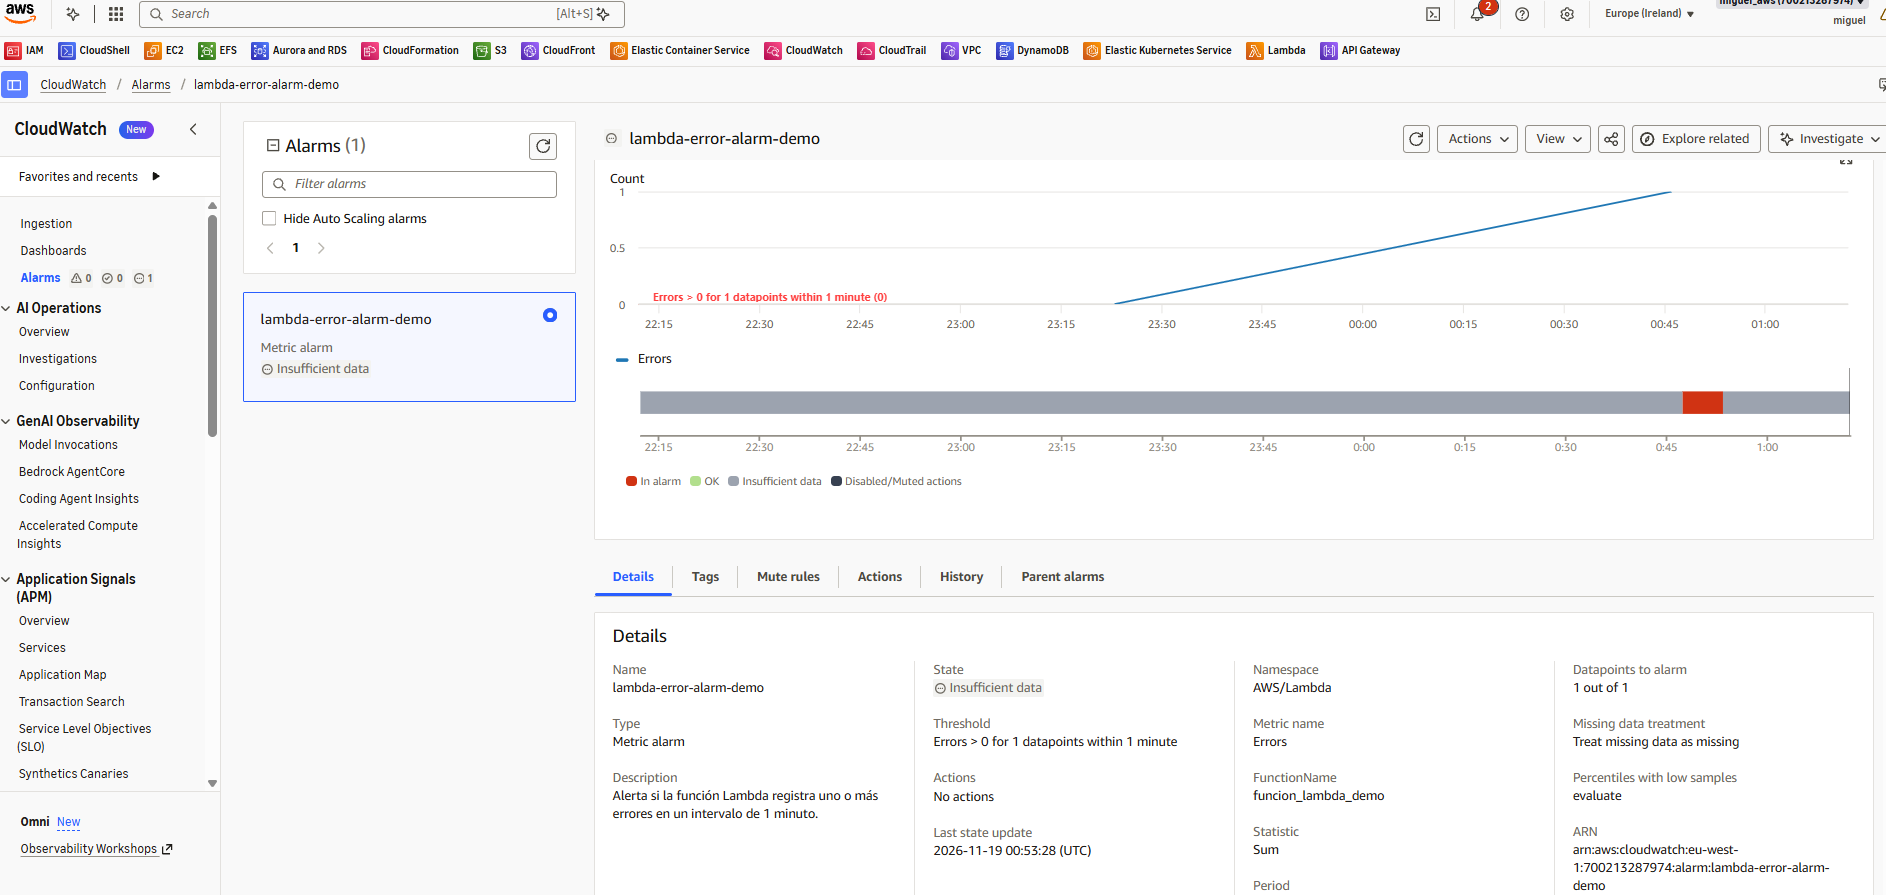 aws
Search
[Alt+S]
2
Europe (Ireland)
miguel_aws (700213287974)
miguel
IAM
CloudShell
EC2
EFS
Aurora and RDS
CloudFormation
S3
CloudFront
Elastic Container Service
CloudWatch
CloudTrail
VPC
DynamoDB
Elastic Kubernetes Service
Lambda
API Gateway
CloudWatch / Alarms / lambda-error-alarm-demo
CloudWatch New
Favorites and recents
Ingestion
Dashboards
Alarms 0 0 1
AI Operations
Overview
Investigations
Configuration
GenAI Observability
Model Invocations
Bedrock AgentCore
Coding Agent Insights
Accelerated Compute
Insights
Application Signals
(APM)
Overview
Services
Application Map
Transaction Search
Service Level Objectives
(SLO)
Synthetics Canaries
Omni New
Observability Workshops
Alarms (1)
Filter alarms
Hide Auto Scaling alarms
1
lambda-error-alarm-demo
Metric alarm
Insufficient data
lambda-error-alarm-demo
Actions
View
Explore related
Investigate
Count
1
0.5
0
Errors > 0 for 1 datapoints within 1 minute (0)
22:15 22:30 22:45 23:00 23:15 23:30 23:45 00:00 00:15 00:30 00:45 01:00
Errors
22:15 22:30 22:45 23:00 23:15 23:30 23:45 0:00 0:15 0:30 0:45 1:00
In alarm OK Insufficient data Disabled/Muted actions
Details
Tags
Mute rules
Actions
History
Parent alarms
Details
Name
lambda-error-alarm-demo
Type
Metric alarm
Description
Alerta si la función Lambda registra uno o más
errores en un intervalo de 1 minuto.
State
Insufficient data
Threshold
Errors > 0 for 1 datapoints within 1 minute
Actions
No actions
Last state update
2026-11-19 00:53:28 (UTC)
Namespace
AWS/Lambda
Metric name
Errors
FunctionName
funcion_lambda_demo
Statistic
Sum
Period
Datapoints to alarm
1 out of 1
Missing data treatment
Treat missing data as missing
Percentiles with low samples
evaluate
ARN
arn:aws:cloudwatch:eu-west-
1:700213287974:alarm:lambda-error-alarm-
demo